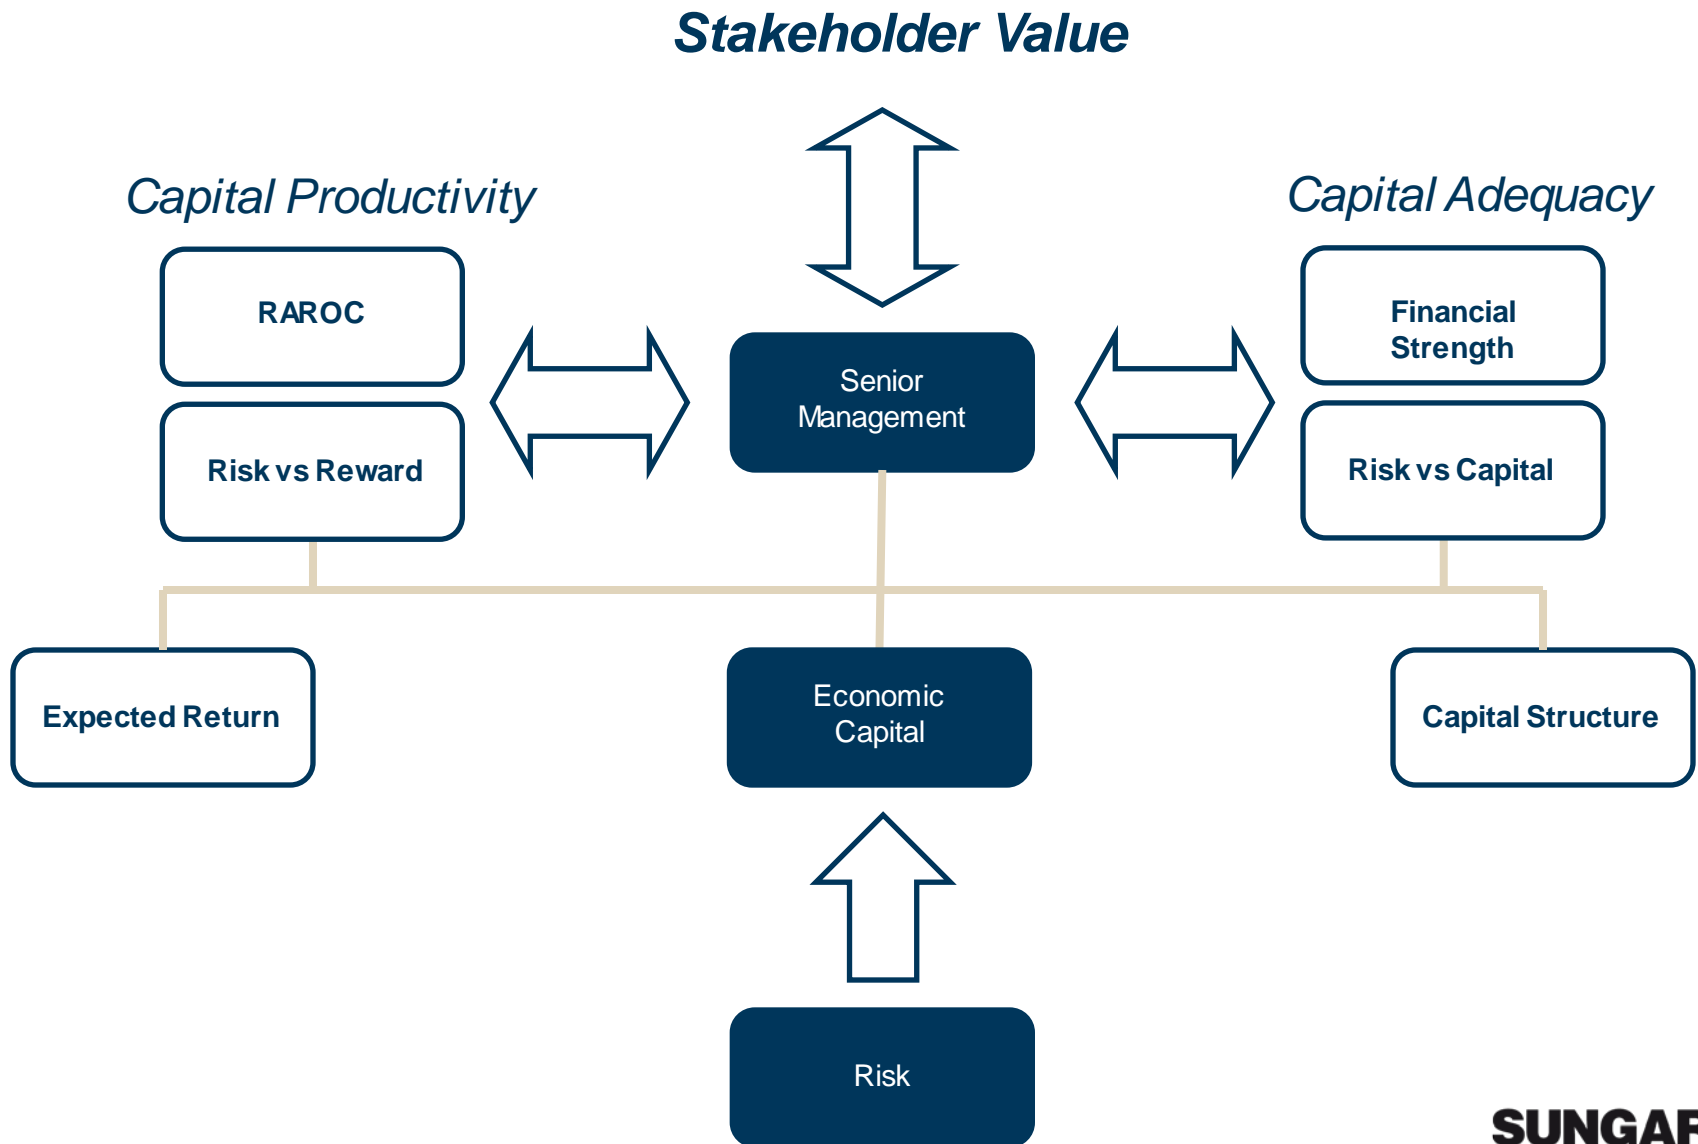 Stakeholder Value
Capital Productivity
Capital Adequacy
RAROC
Financial
Strength
Senior
Management
Risk vs Reward
Risk vs Capital
Expected Return
Economic
Capital
Capital Structure
Risk